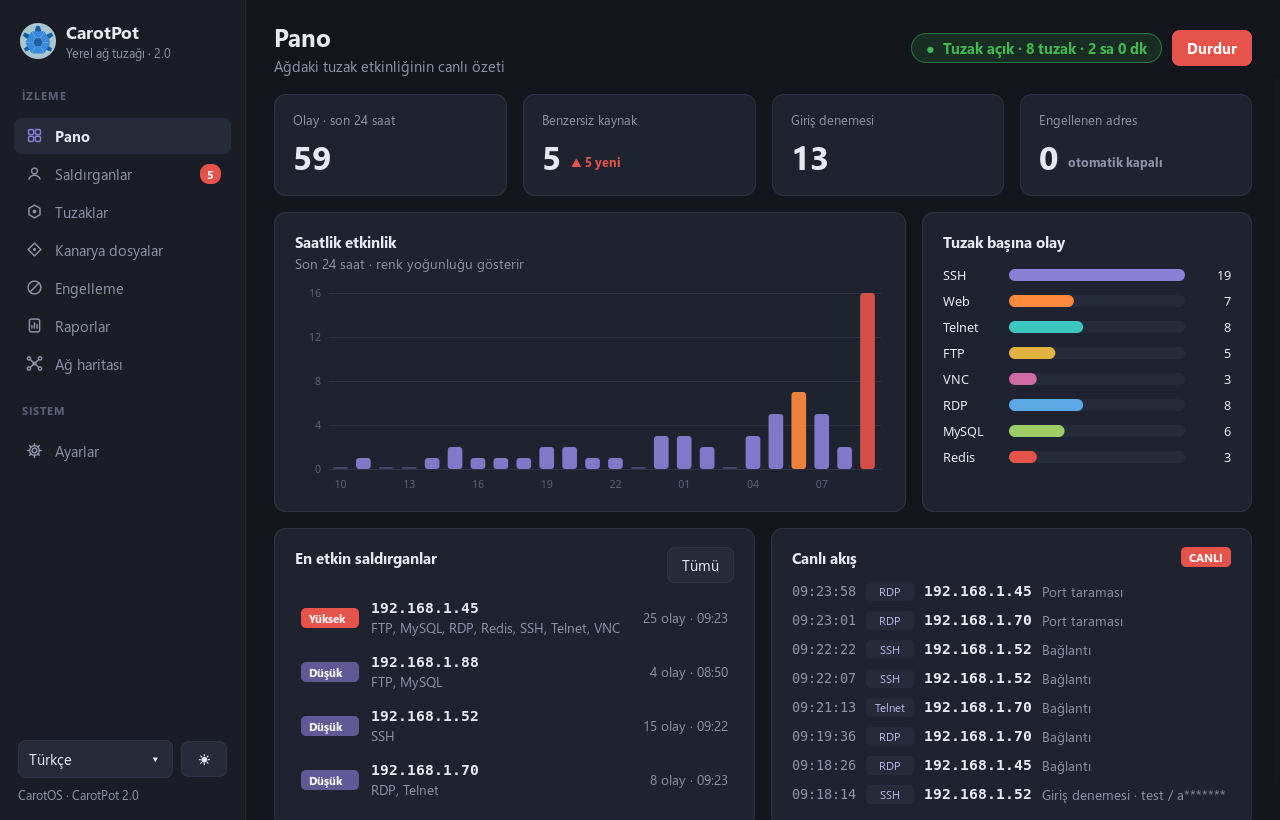 CarotPot
Yerel ağ tuzağı · 2.0
İZLEME
Pano
Saldırganlar 5
Tuzaklar
Kanarya dosyalar
Engelleme
Raporlar
Ağ haritası
SISTEM
Ayarlar
Türkçe
CarotOS · CarotPot 2.0
Pano
Ağdaki tuzak etkinliğinin canlı özeti
● Tuzak açık · 8 tuzak · 2 sa 0 dk
Durdur
Olay · son 24 saat
59
Benzersiz kaynak
5 ▲ 5 yeni
Giriş denemesi
13
Engellenen adres
0 otomatik kapalı
Saatlik etkinlik
Son 24 saat · renk yoğunluğu gösterir
16
12
8
4
0
10 13 16 19 22 01 04 07
Tuzak başına olay
SSH 19
Web 7
Telnet 8
FTP 5
VNC 3
RDP 8
MySQL 6
Redis 3
En etkin saldırganlar
Tümü
Yüksek 192.168.1.45 25 olay · 09:23
FTP, MySQL, RDP, Redis, SSH, Telnet, VNC
Düşük 192.168.1.88 4 olay · 08:50
FTP, MySQL
Düşük 192.168.1.52 15 olay · 09:22
SSH
Düşük 192.168.1.70 8 olay · 09:23
RDP, Telnet
Canlı akış
CANLI
09:23:58 RDP 192.168.1.45 Port taraması
09:23:01 RDP 192.168.1.70 Port taraması
09:22:22 SSH 192.168.1.52 Bağlantı
09:22:07 SSH 192.168.1.52 Bağlantı
09:21:13 Telnet 192.168.1.70 Bağlantı
09:19:36 RDP 192.168.1.70 Bağlantı
09:18:26 RDP 192.168.1.45 Bağlantı
09:18:14 SSH 192.168.1.52 Giriş denemesi · test / a*******